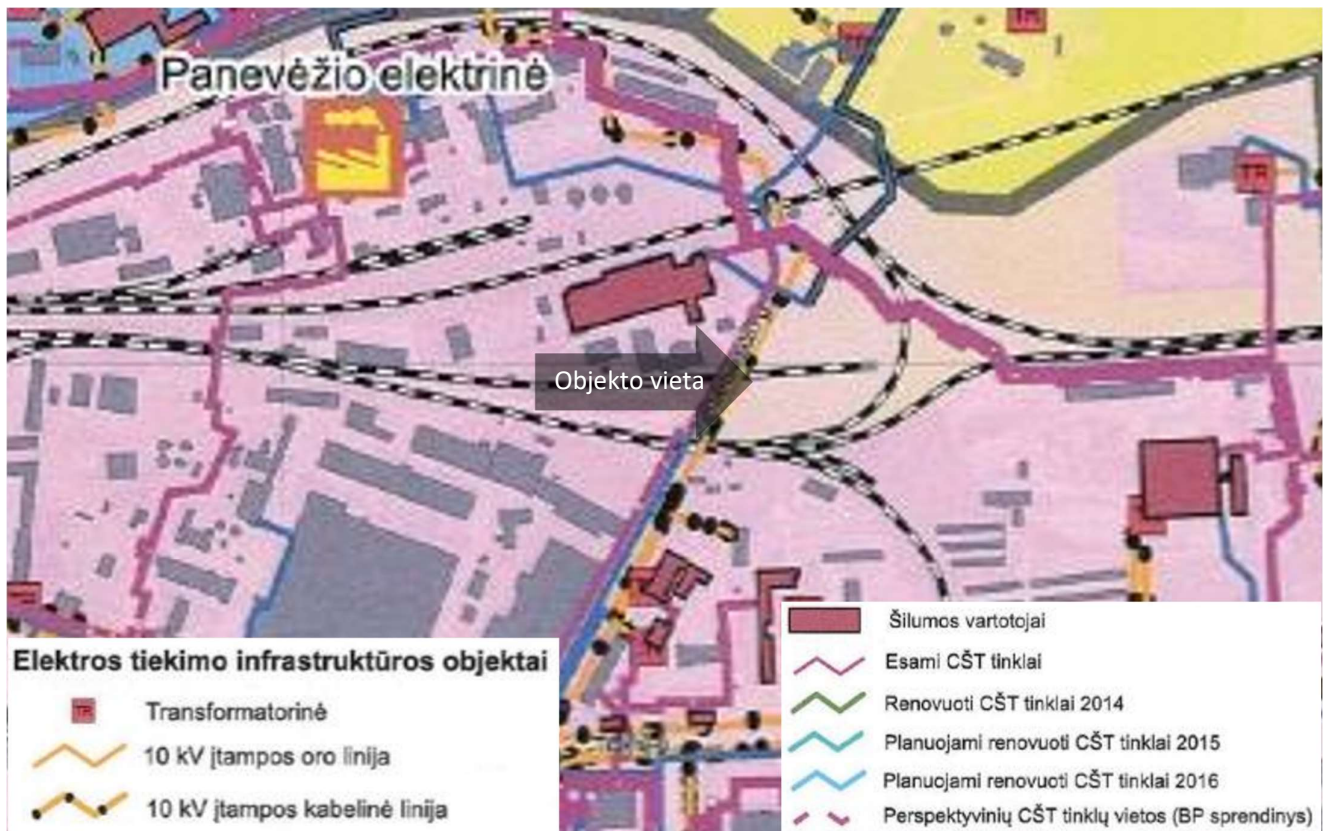 TR
TR
Panevėžio elektrinė
TR
Objekto vieta
Elektros tiekimo infrastruktūros objektai
TR Transformatorinė
10 kV įtampos oro linija
10 kV įtampos kabelinė linija
Šilumos vartotojai
Esami CŠT tinklai
Renovuoti CŠT tinklai 2014
Planuojami renovuoti CŠT tinklai 2015
Planuojami renovuoti CŠT tinklai 2016
Perspektyvinių CŠT tinklų vietos (BP sprendinys)